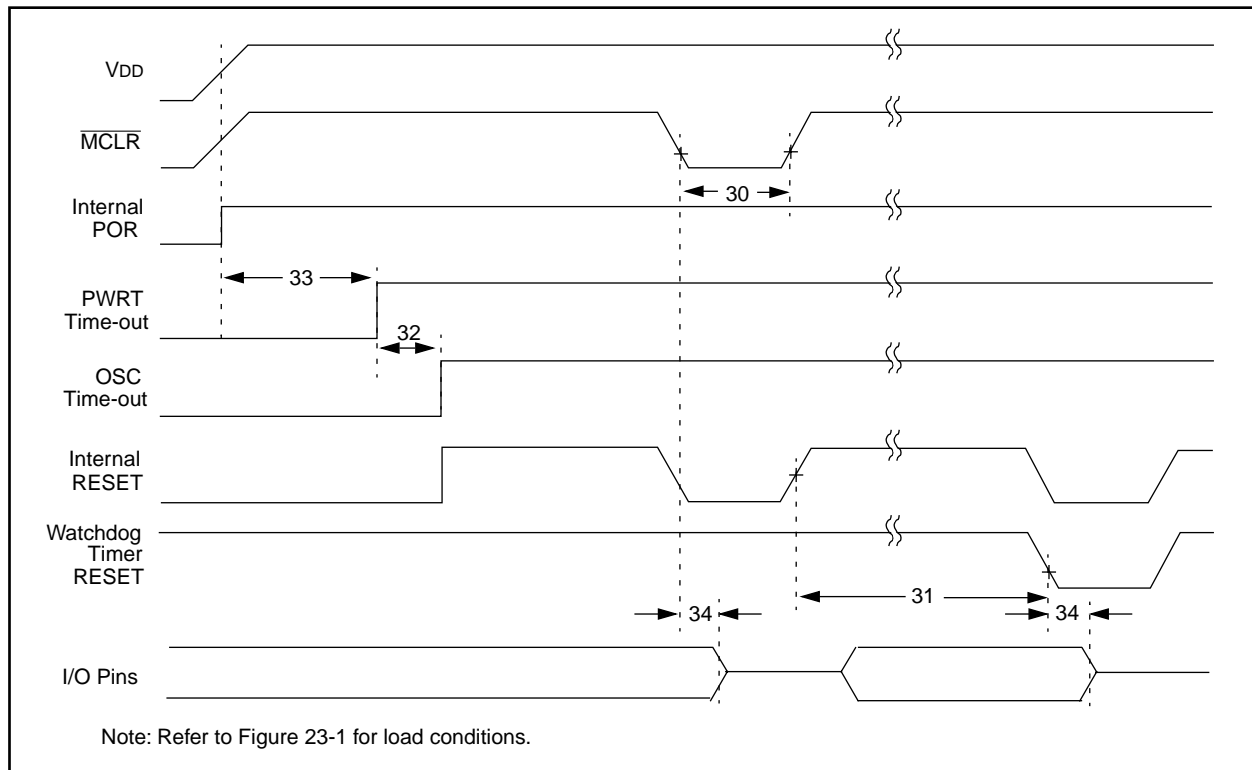 VDD
MCLR
Internal
POR
30
33
PWRT
Time-out
32
OSC
Time-out
Internal
RESET
Watchdog
Timer
RESET
31
34
34
I/O Pins
Note: Refer to Figure 23-1 for load conditions.